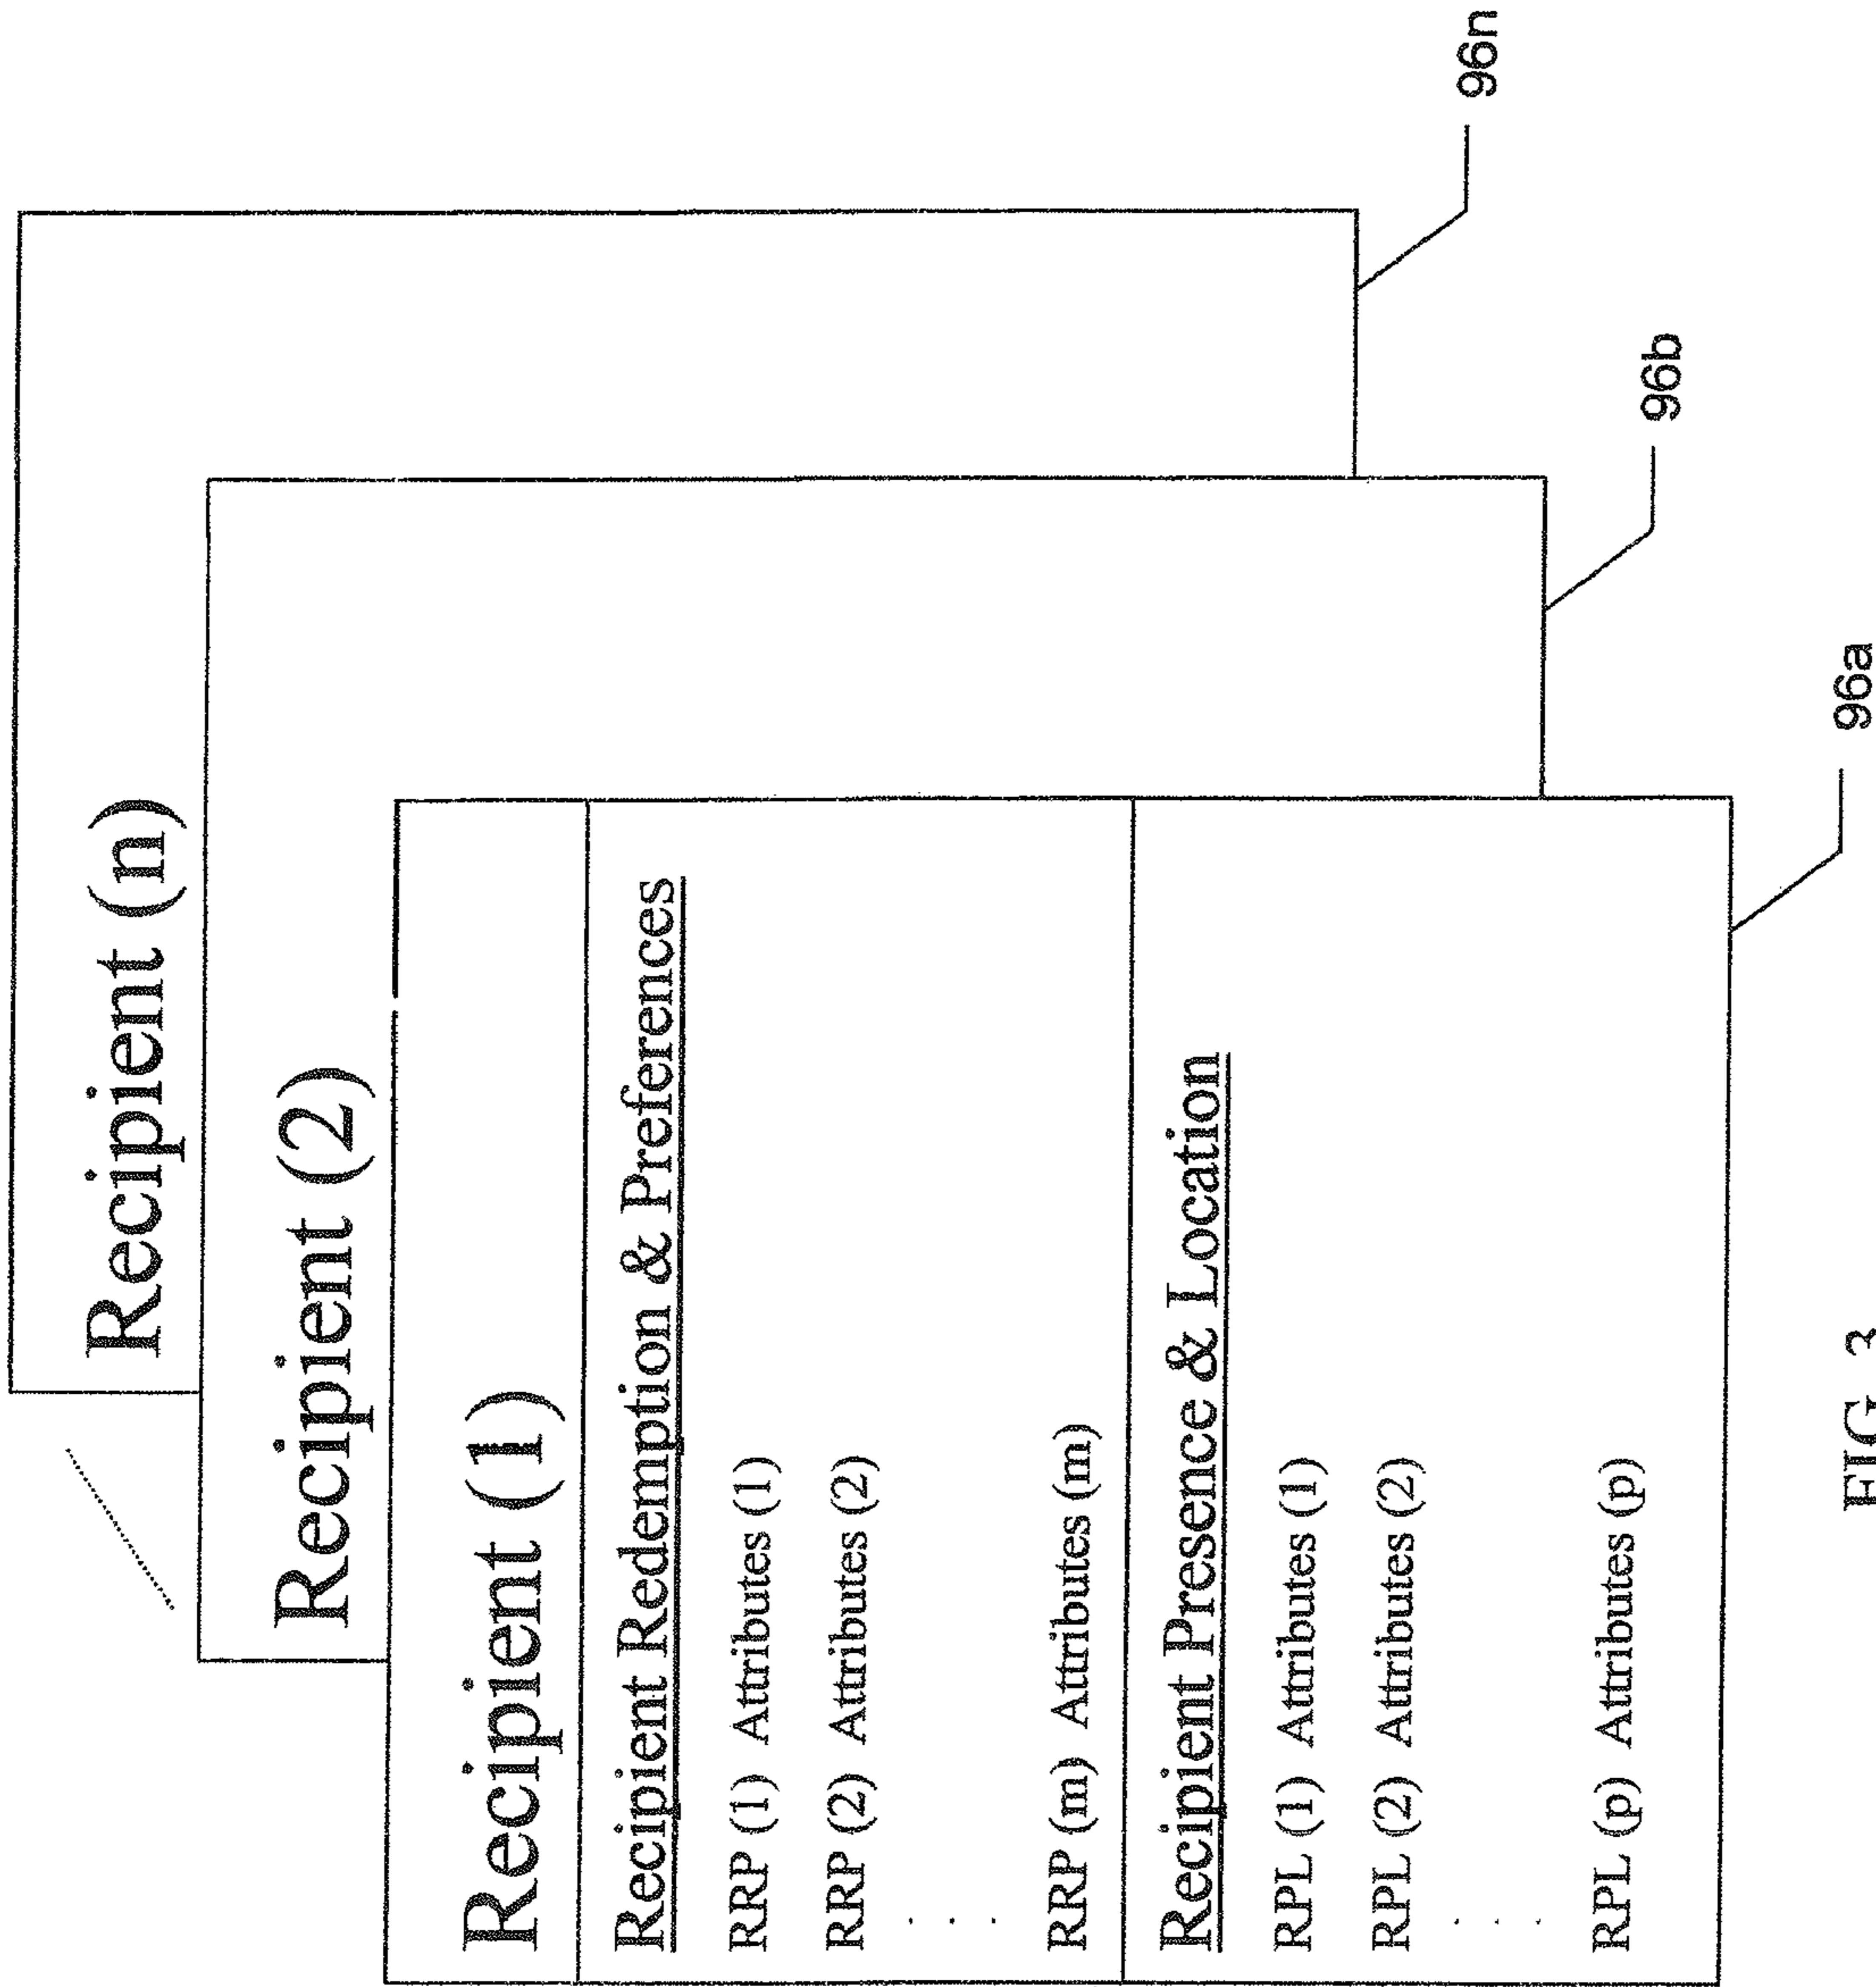 Recipient (n)
Recipient (2)
Recipient (1)
Recipient Redemption & Preferences
RRP (1) Attributes (1)
RRP (2) Attributes (2)
. . .
RRP (m) Attributes (m)
Recipient Presence & Location
RPL (1) Attributes (1)
RPL (2) Attributes (2)
. . .
RPL (p) Attributes (p)
96n
96b
96a
FIG. 3